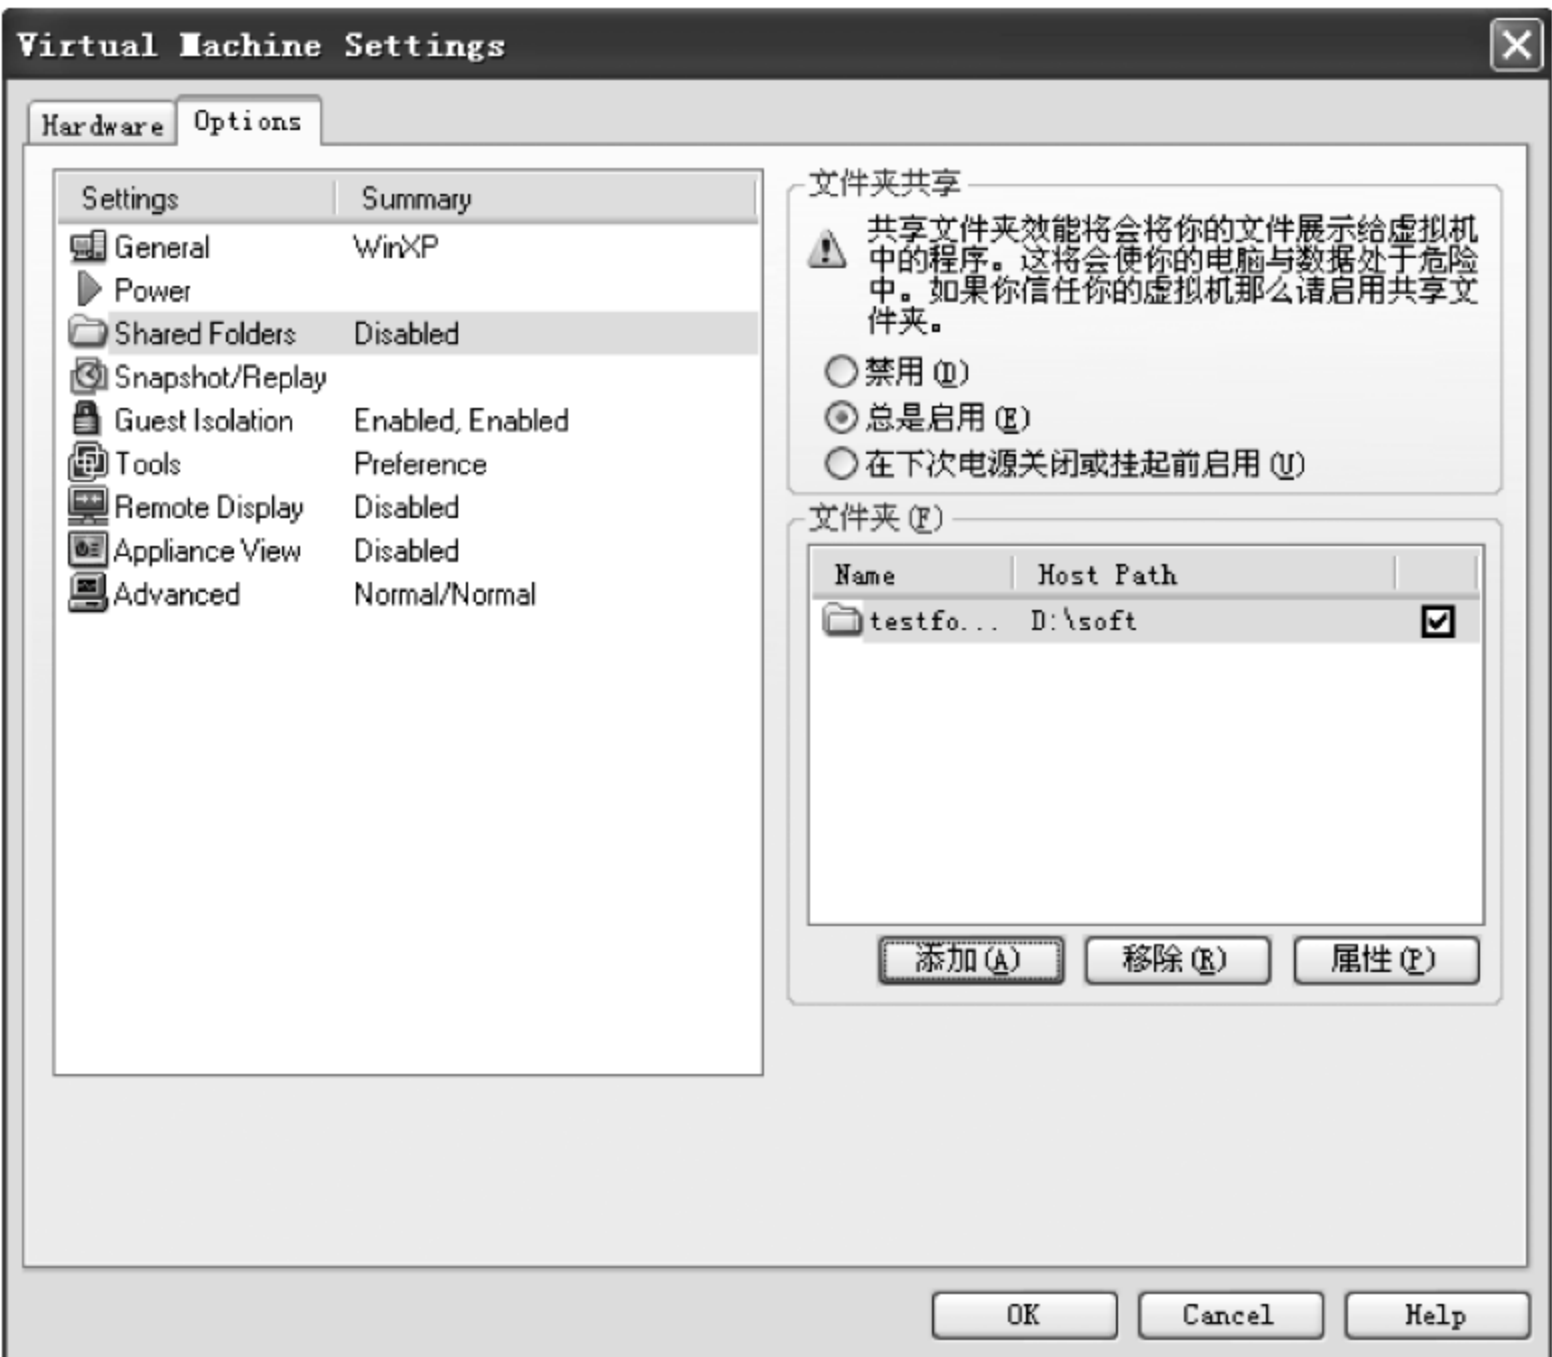 Virtual Machine Settings
Hardware
Options
Settings Summary
General WinXP
Power
Shared Folders Disabled
Snapshot/Replay
Guest Isolation Enabled, Enabled
Tools Preference
Remote Display Disabled
Appliance View Disabled
Advanced Normal/Normal
文件夹共享
共享文件夹效能将会将你的文件展示给虚拟机
中的程序。这将会使你的电脑与数据处于危险
中。如果你信任你的虚拟机那么请启用共享文
件夹。
禁用(D)
总是启用(E)
在下次电源关闭或挂起前启用(U)
文件夹(F)
Name Host Path
testfo... D:\soft
添加(A) 移除(R) 属性(P)
OK Cancel Help